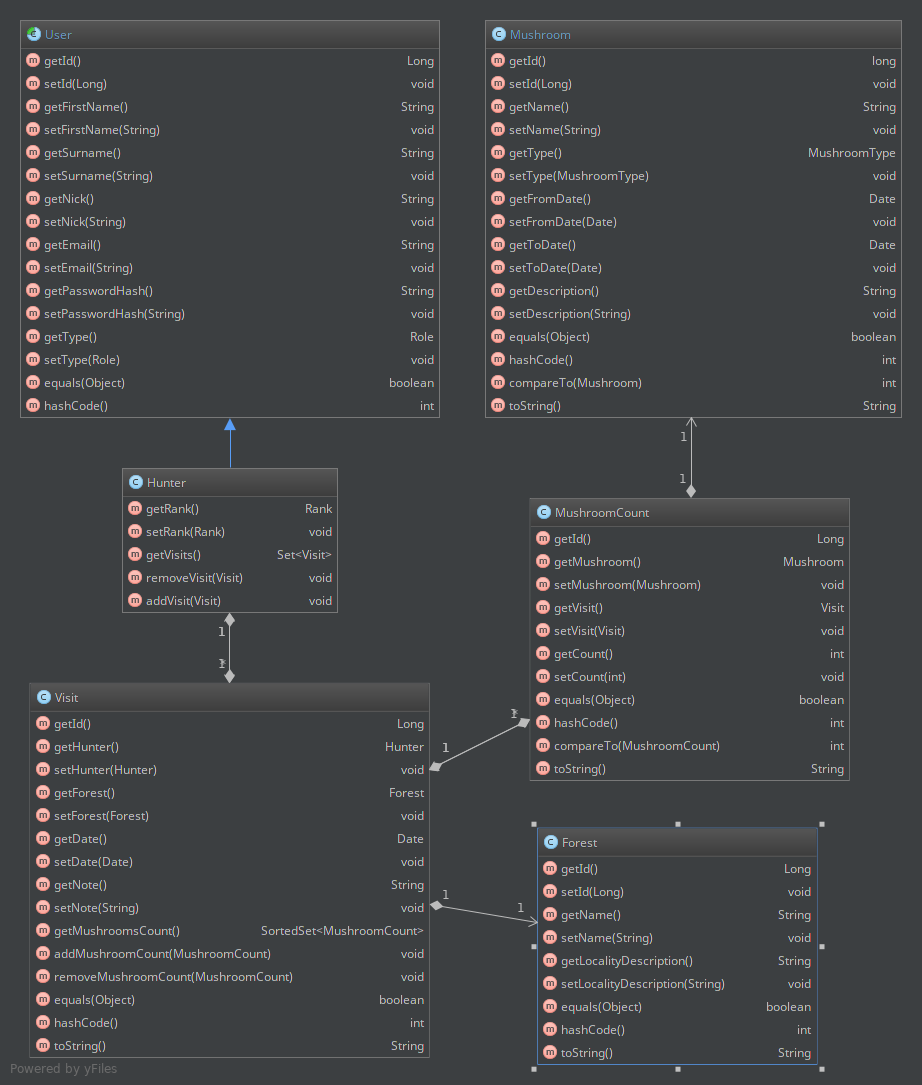 User
getId() Long
setId(Long) void
getFirstName() String
setFirstName(String) void
getSurname() String
setSurname(String) void
getNick() String
setNick(String) void
getEmail() String
setEmail(String) void
getPasswordHash() String
setPasswordHash(String) void
getType() Role
setType(Role) void
equals(Object) boolean
hashCode() int
Mushroom
getId() long
setId(Long) void
getName() String
setName(String) void
getType() MushroomType
setType(MushroomType) void
getFromDate() Date
setFromDate(Date) void
getToDate() Date
setToDate(Date) void
getDescription() String
setDescription(String) void
equals(Object) boolean
hashCode() int
compareTo(Mushroom) int
toString() String
1
1
Hunter
getRank() Rank
setRank(Rank) void
getVisits() Set<Visit>
removeVisit(Visit) void
addVisit(Visit) void
1
MushroomCount
getId() Long
getMushroom() Mushroom
setMushroom(Mushroom) void
getVisit() Visit
setVisit(Visit) void
getCount() int
setCount(int) void
equals(Object) boolean
hashCode() int
compareTo(MushroomCount) int
toString() String
1
Visit
getId() Long
getHunter() Hunter
setHunter(Hunter) void
getForest() Forest
setForest(Forest) void
getDate() Date
setDate(Date) void
getNote() String
setNote(String) void
getMushroomsCount() SortedSet<MushroomCount>
addMushroomCount(MushroomCount) void
removeMushroomCount(MushroomCount) void
equals(Object) boolean
hashCode() int
toString() String
1
1
Forest
getId() Long
setId(Long) void
getName() String
setName(String) void
getLocalityDescription() String
setLocalityDescription(String) void
equals(Object) boolean
hashCode() int
toString() String
Powered by yFiles